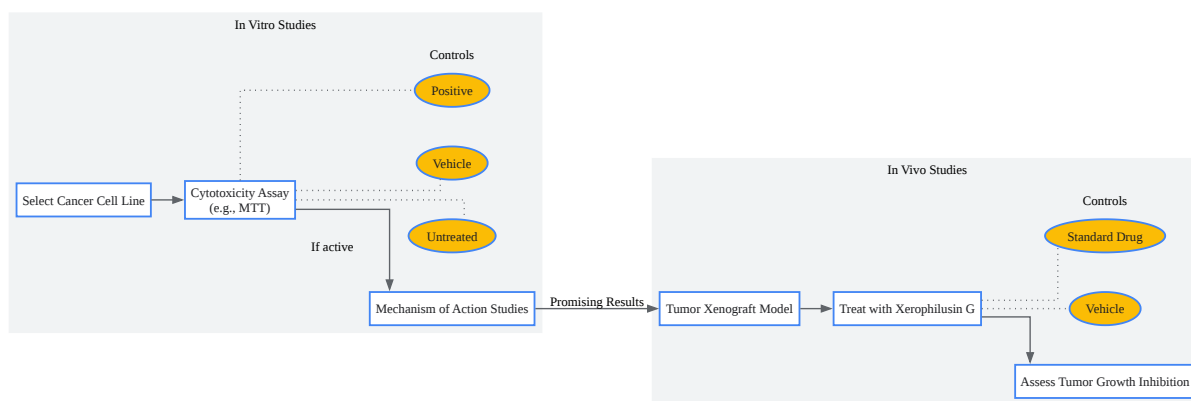 In Vitro Studies
Controls
Positive
Vehicle
Select Cancer Cell Line
Cytotoxicity Assay
(e.g., MTT)
Untreated
If active
Mechanism of Action Studies
Promising Results
In Vivo Studies
Controls
Standard Drug
Tumor Xenograft Model
Treat with Xerophilusin G
Vehicle
Assess Tumor Growth Inhibition